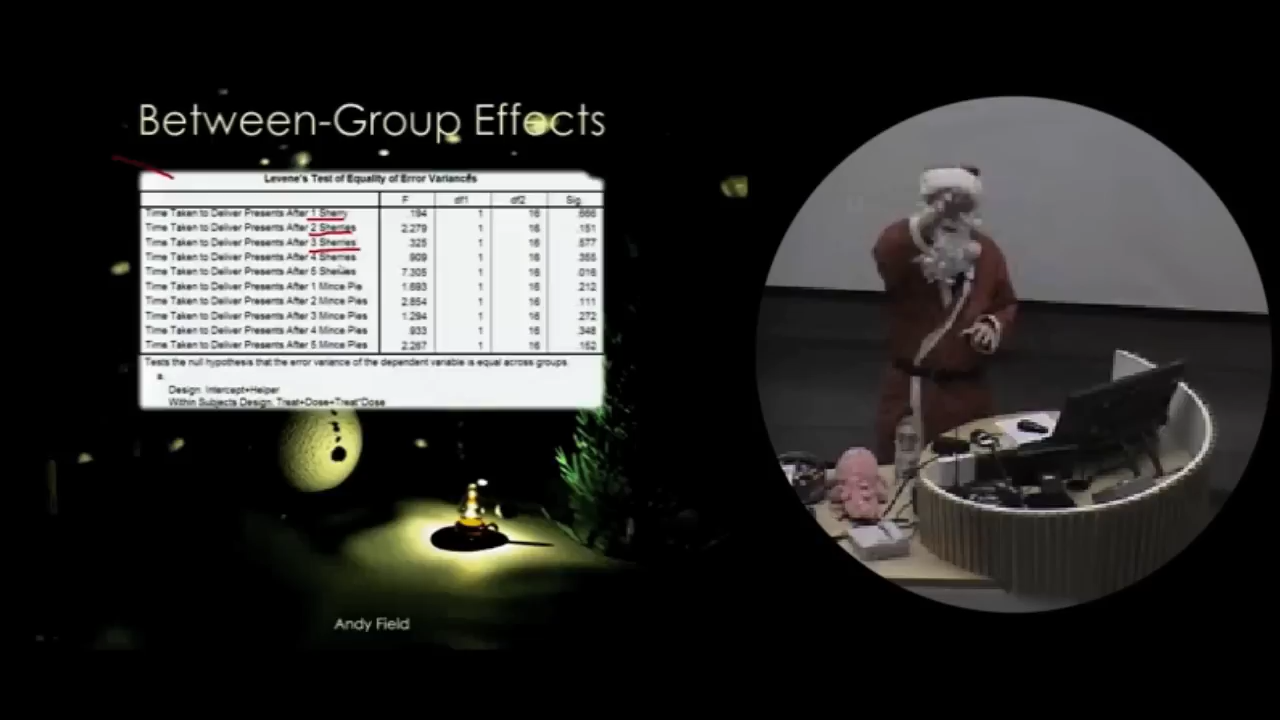 Between-Group Effects
Levene's Test of Equality of Error Variances
F df1 df2 Sig.
Time Taken to Deliver Presents After 1 Sherry .194 1 16 .666
Time Taken to Deliver Presents After 2 Sherries 2.279 1 16 .151
Time Taken to Deliver Presents After 3 Sherries .325 1 16 .577
Time Taken to Deliver Presents After 4 Sherries .909 1 16 .355
Time Taken to Deliver Presents After 5 Sherries 7.305 1 16 .016
Time Taken to Deliver Presents After 1 Mince Pie 1.693 1 16 .212
Time Taken to Deliver Presents After 2 Mince Pies 2.854 1 16 .111
Time Taken to Deliver Presents After 3 Mince Pies 1.294 1 16 .272
Time Taken to Deliver Presents After 4 Mince Pies .933 1 16 .348
Time Taken to Deliver Presents After 5 Mince Pies 2.267 1 16 .152
Tests the null hypothesis that the error variance of the dependent variable is equal across groups.
a.
Design: Intercept+Helper
Within Subjects Design: Treat+Dose+Treat*Dose
Andy Field